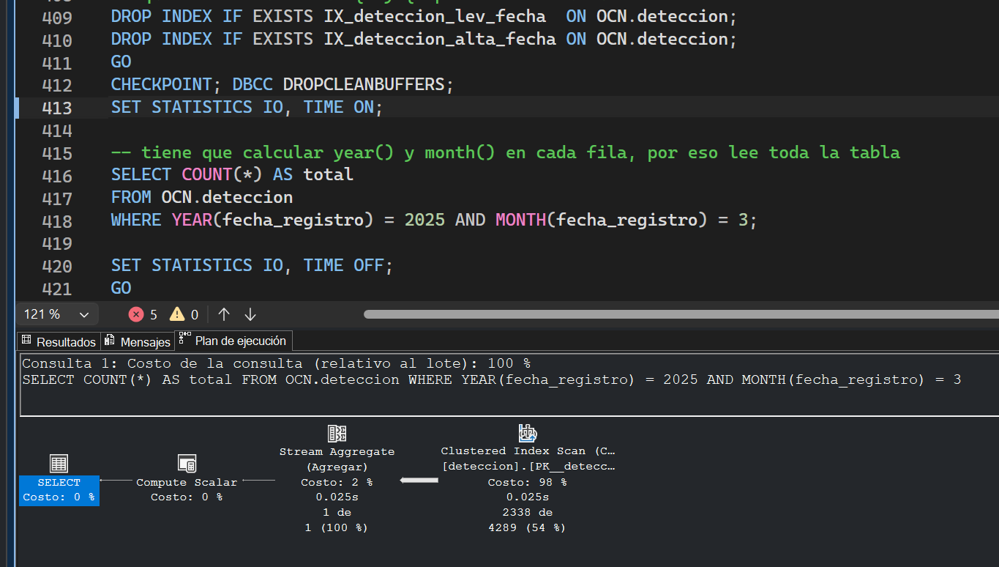 409 DROP INDEX IF EXISTS IX_deteccion_lev_fecha  ON OCN.deteccion;
410 DROP INDEX IF EXISTS IX_deteccion_alta_fecha ON OCN.deteccion;
411 GO
412 CHECKPOINT; DBCC DROPCLEANBUFFERS;
413 SET STATISTICS IO, TIME ON;
414
415 -- tiene que calcular year() y month() en cada fila, por eso lee toda la tabla
416 SELECT COUNT(*) AS total
417 FROM OCN.deteccion
418 WHERE YEAR(fecha_registro) = 2025 AND MONTH(fecha_registro) = 3;
419
420 SET STATISTICS IO, TIME OFF;
421 GO
121 % 5 0
Resultados Mensajes Plan de ejecución
Consulta 1: Costo de la consulta (relativo al lote): 100 %
SELECT COUNT(*) AS total FROM OCN.deteccion WHERE YEAR(fecha_registro) = 2025 AND MONTH(fecha_registro) = 3
SELECT
Costo: 0 %
Compute Scalar
Costo: 0 %
Stream Aggregate
(Agregar)
Costo: 2 %
0.025s
1 de
1 (100 %)
Clustered Index Scan (C…
[deteccion].[PK__detecc…
Costo: 98 %
0.025s
2338 de
4289 (54 %)